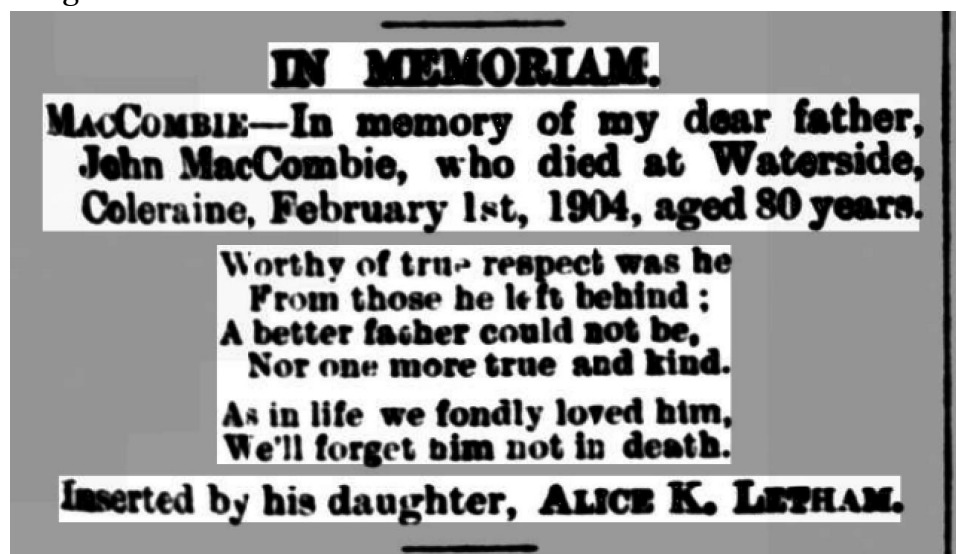 IN MEMORIAM.
MACCOMBIE—In memory of my dear father,
John MacCombie, who died at Waterside,
Coleraine, February 1st, 1904, aged 80 years.
Worthy of true respect was he
From those he left behind ;
A better father could not be,
Nor one more true and kind.
As in life we fondly loved him,
We'll forget him not in death.
Inserted by his daughter, ALICE K. LETHAM.